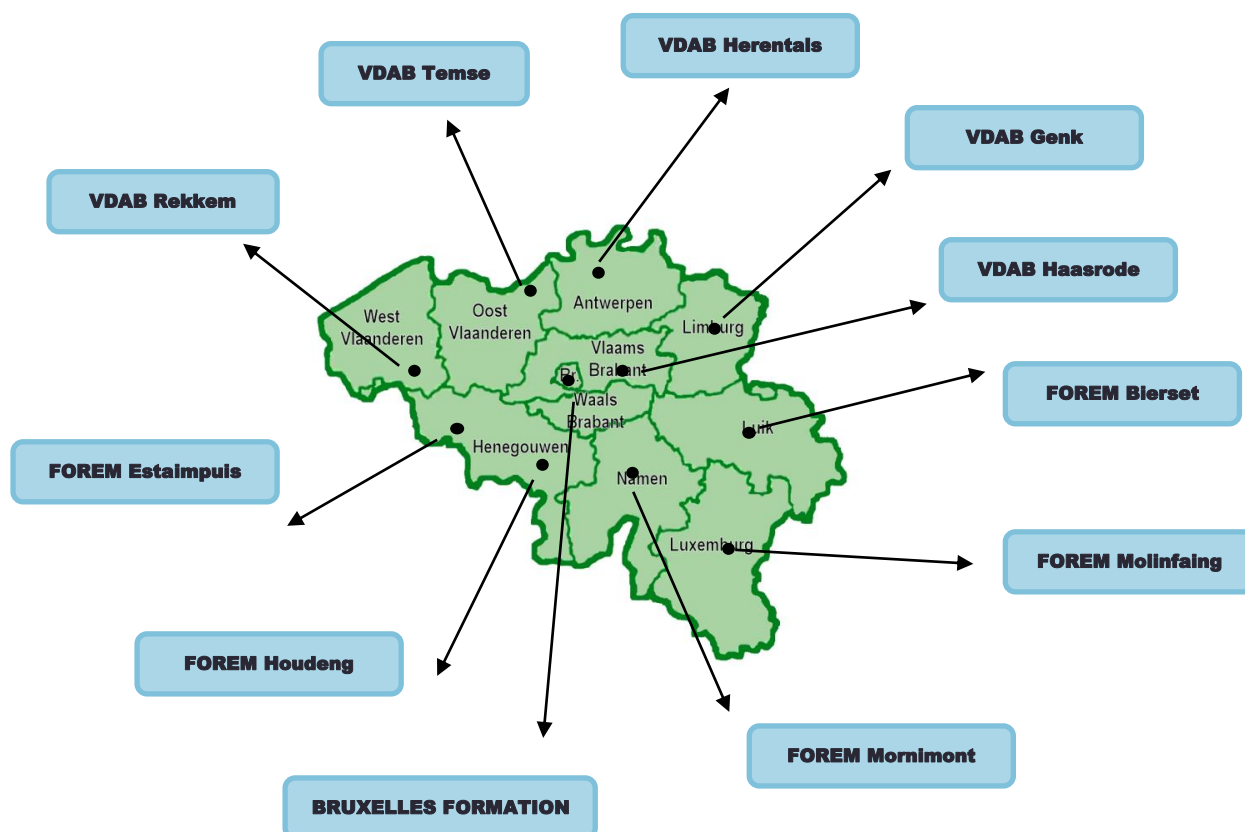 VDAB Herentals
VDAB Temse
VDAB Genk
VDAB Rekkem
VDAB Haasrode
Antwerpen
West
Vlaanderen
Oost
Vlaanderen
Limburg
Vlaams
Brabant
Br.
Waals
Brabant
FOREM Bierset
Luik
Henegouwen
FOREM Estaimpuis
Namen
Luxemburg
FOREM Molinfaing
FOREM Houdeng
FOREM Mornimont
BRUXELLES FORMATION